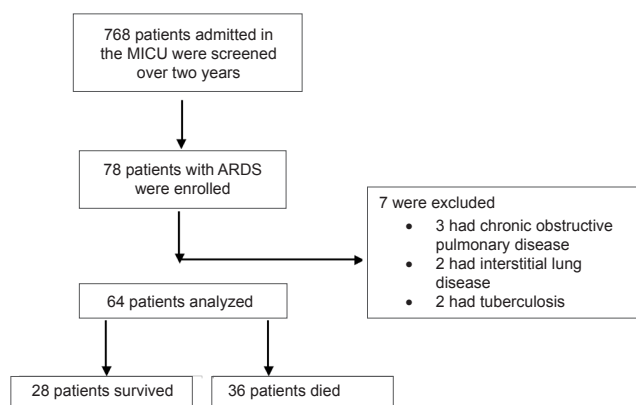 768 patients admitted in
the MICU were screened
over two years
78 patients with ARDS
were enrolled
7 were excluded
• 3 had chronic obstructive
pulmonary disease
• 2 had interstitial lung
disease
• 2 had tuberculosis
64 patients analyzed
28 patients survived
36 patients died